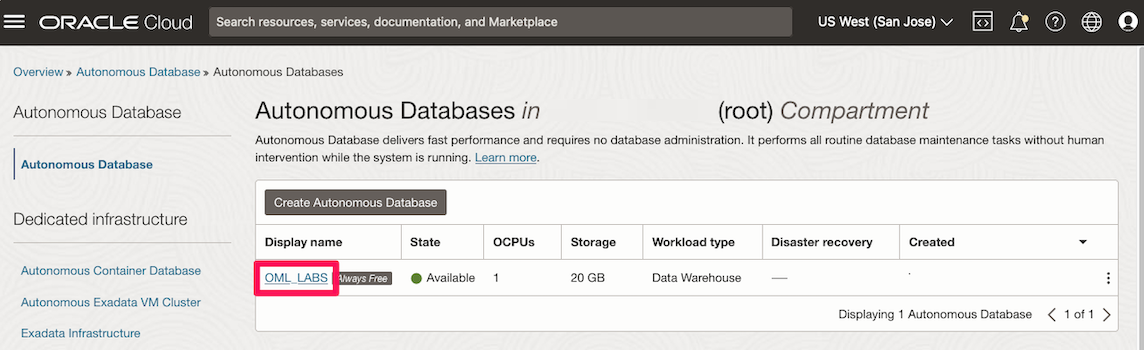 ORACLE Cloud Search resources, services, documentation, and Marketplace US West (San Jose)
Overview » Autonomous Database » Autonomous Databases
Autonomous Database
Autonomous Database
Dedicated infrastructure
Autonomous Container Database
Autonomous Exadata VM Cluster
Exadata Infrastructure
Autonomous Databases in (root) Compartment
Autonomous Database delivers fast performance and requires no database administration. It performs all routine database maintenance tasks without human
intervention while the system is running. Learn more.
Create Autonomous Database
Display name State OCPUs Storage Workload type Disaster recovery Created
OML_LABS Always Free Available 1 20 GB Data Warehouse —
Displaying 1 Autonomous Database < 1 of 1 >